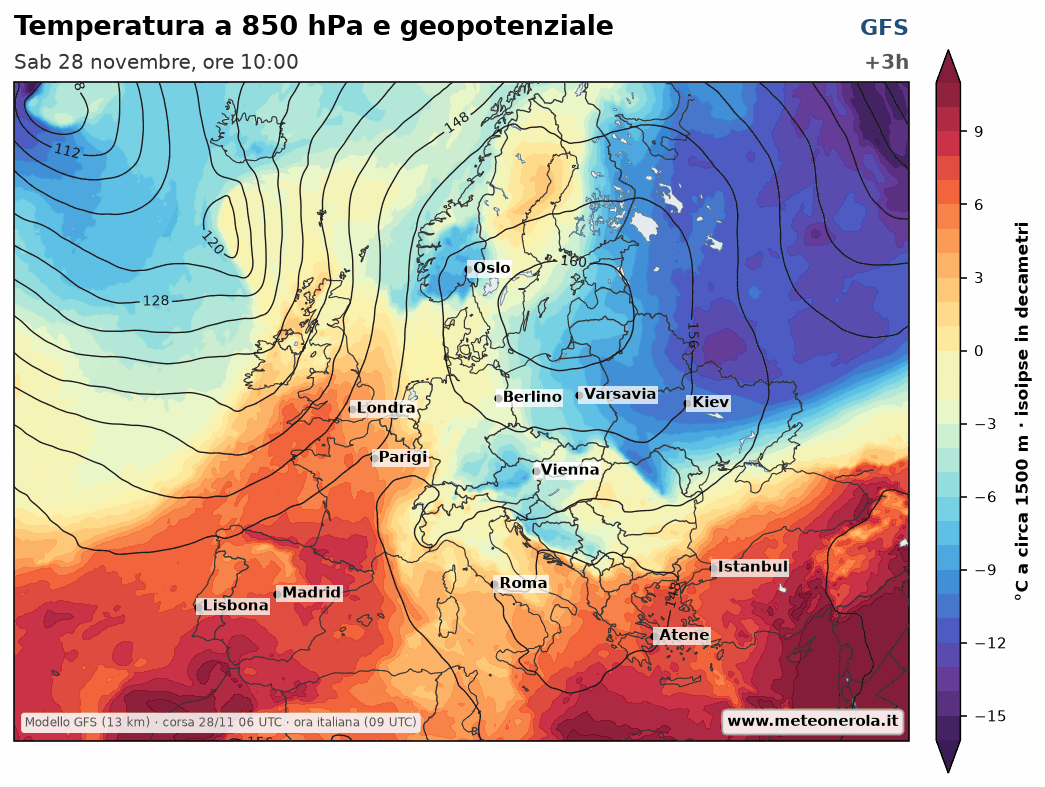 Temperatura a 850 hPa e geopotenziale
GFS
Sab 28 novembre, ore 10:00
+3h
148
112
120
128
160
156
Oslo
Berlino
Varsavia
Kiev
Londra
Parigi
Vienna
Istanbul
Roma
Madrid
Lisbona
Atene
Modello GFS (13 km) · corsa 28/11 06 UTC · ora italiana (09 UTC)
www.meteonerola.it
9
6
3
0
−3
−6
−9
−12
−15
°C a circa 1500 m · isoipse in decametri